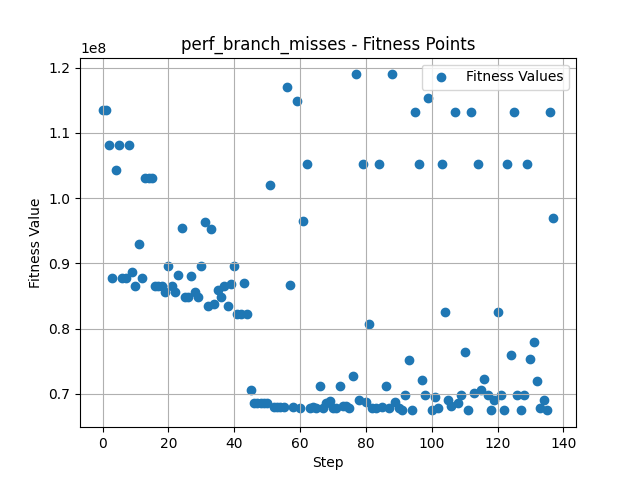 perf_branch_misses - Fitness Points
1e8
Fitness Values
1.2
1.1
1.0
0.9
0.8
0.7
Fitness Value
0 20 40 60 80 100 120 140
Step